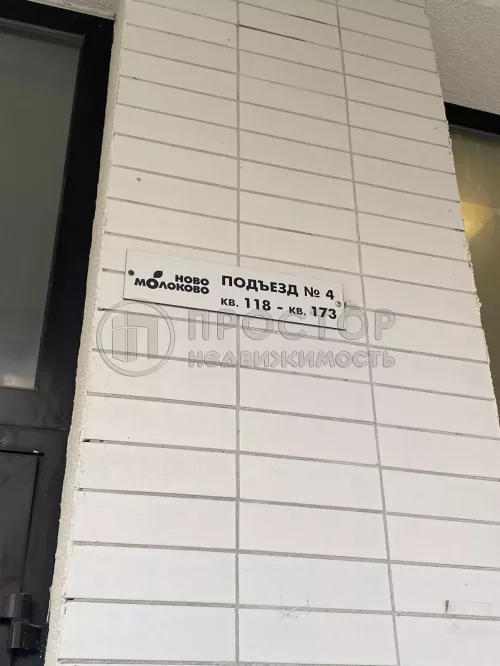 НОВО
МОЛОКОВО
ПОДЪЕЗД № 4
КВ. 118 - КВ. 173
ПРОСТОР
НЕДВИЖИМОСТЬ